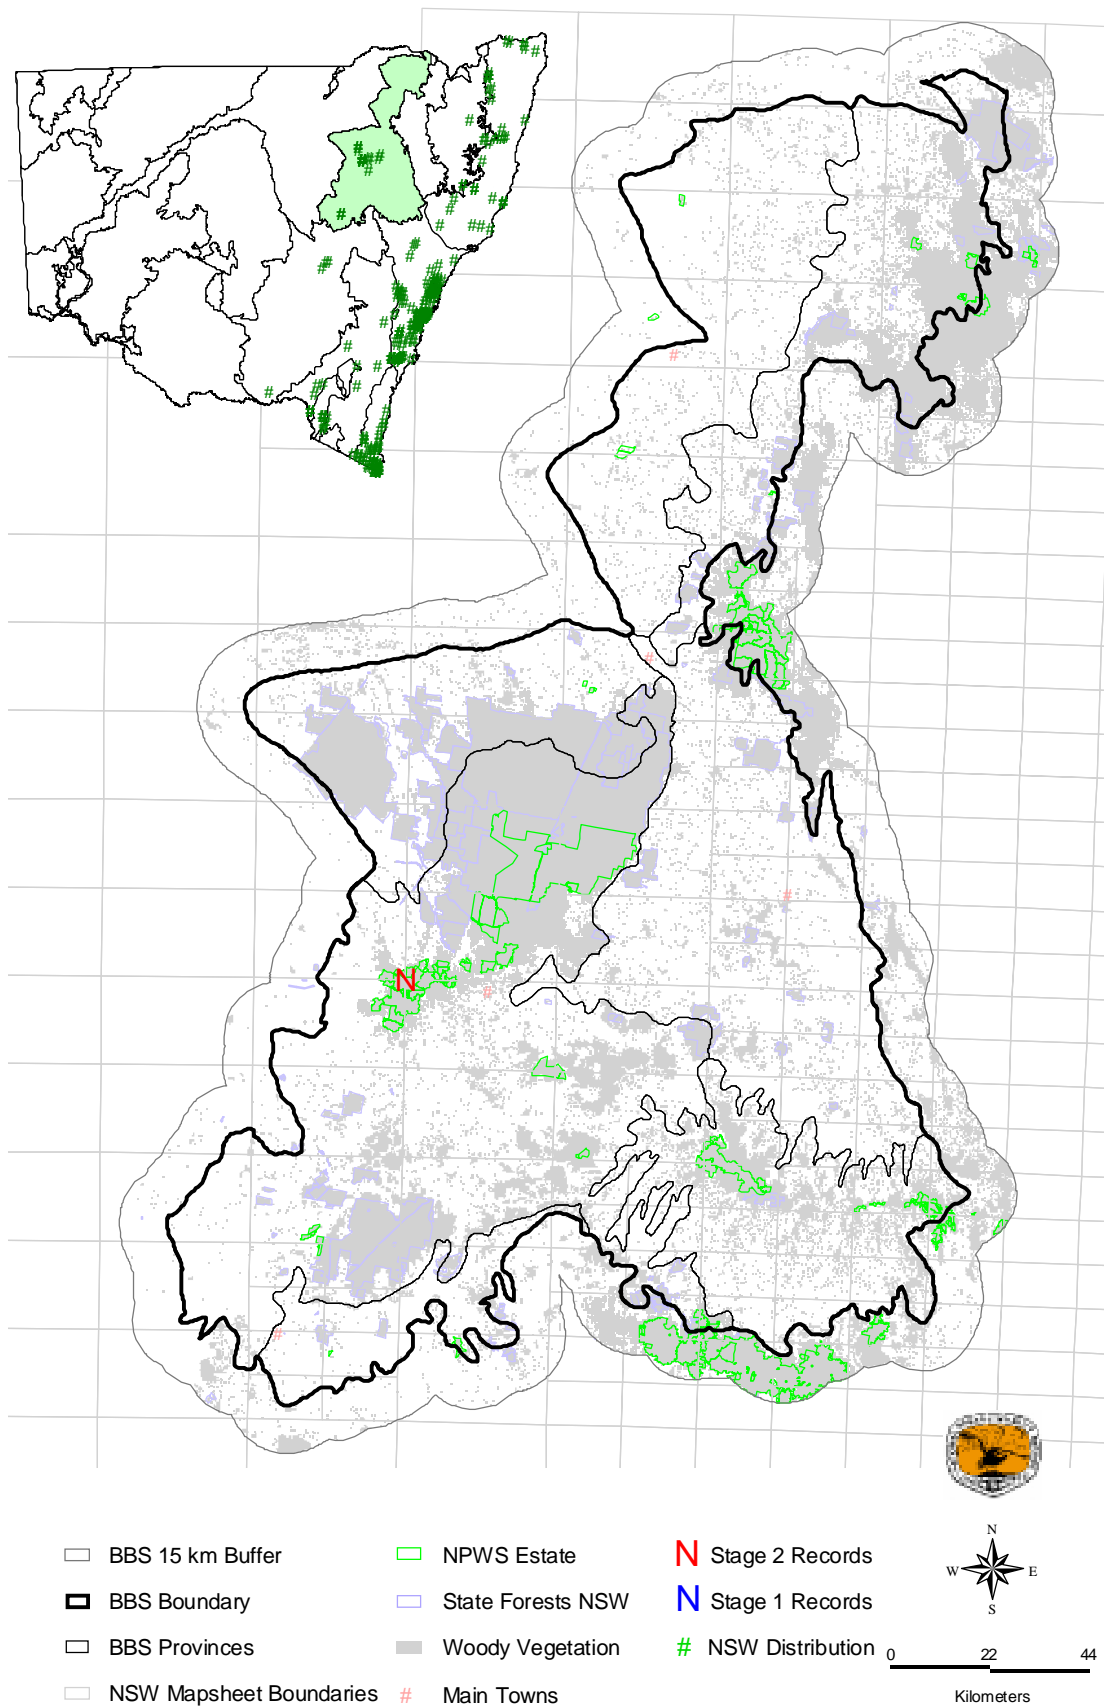 N
BBS 15 km Buffer
BBS Boundary
BBS Provinces
NSW Mapsheet Boundaries
NPWS Estate
State Forests NSW
Woody Vegetation
# Main Towns
N Stage 2 Records
N Stage 1 Records
# NSW Distribution
N
W E
S
0 22 44
Kilometers